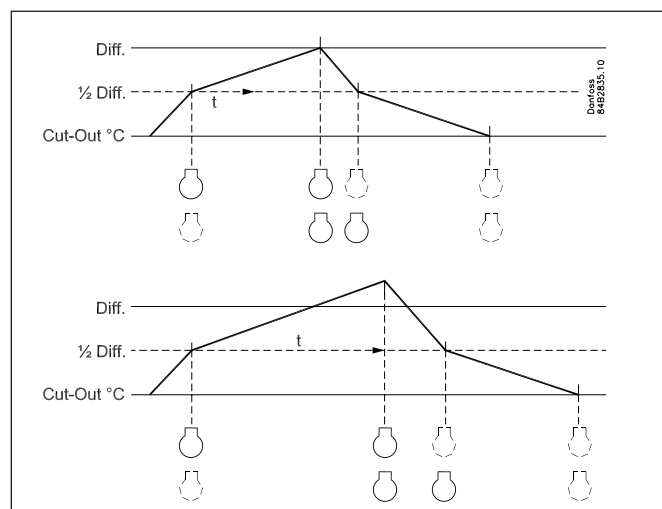 Diff.
½ Diff.
t
Cut-Out °C
Danfoss
84B2835.10
Diff.
½ Diff.
t
Cut-Out °C